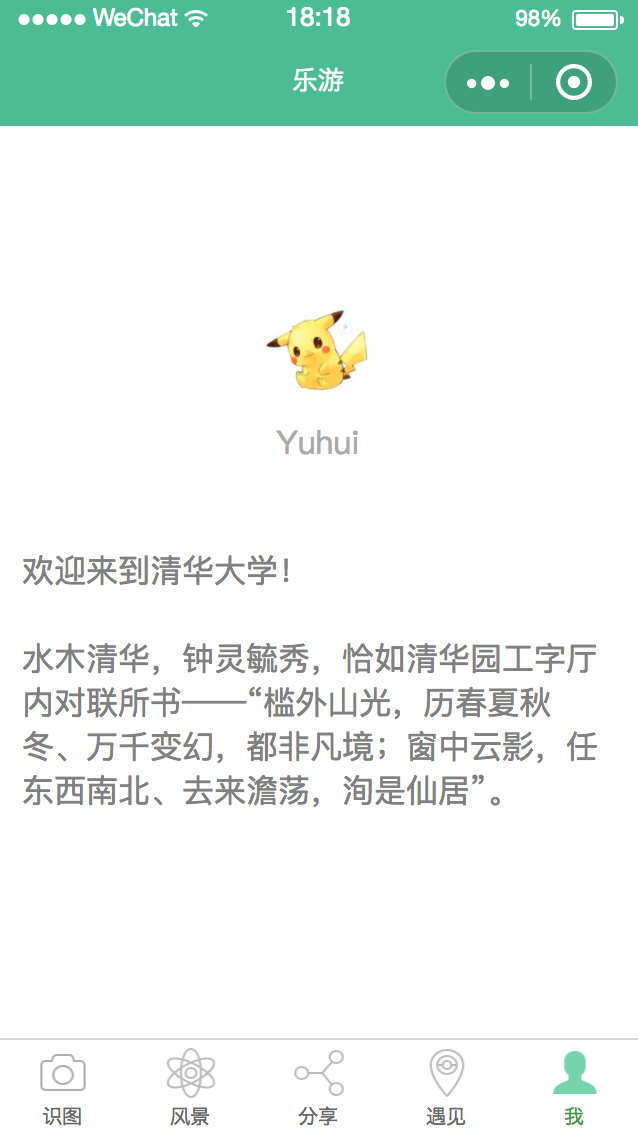 WeChat 18:18 98%
乐游
Yuhui
欢迎来到清华大学！
水木清华，钟灵毓秀，恰如清华园工字厅
内对联所书——“槛外山光，历春夏秋
冬、万千变幻，都非凡境；窗中云影，任
东西南北、去来澹荡，洵是仙居”。
识图 风景 分享 遇见 我